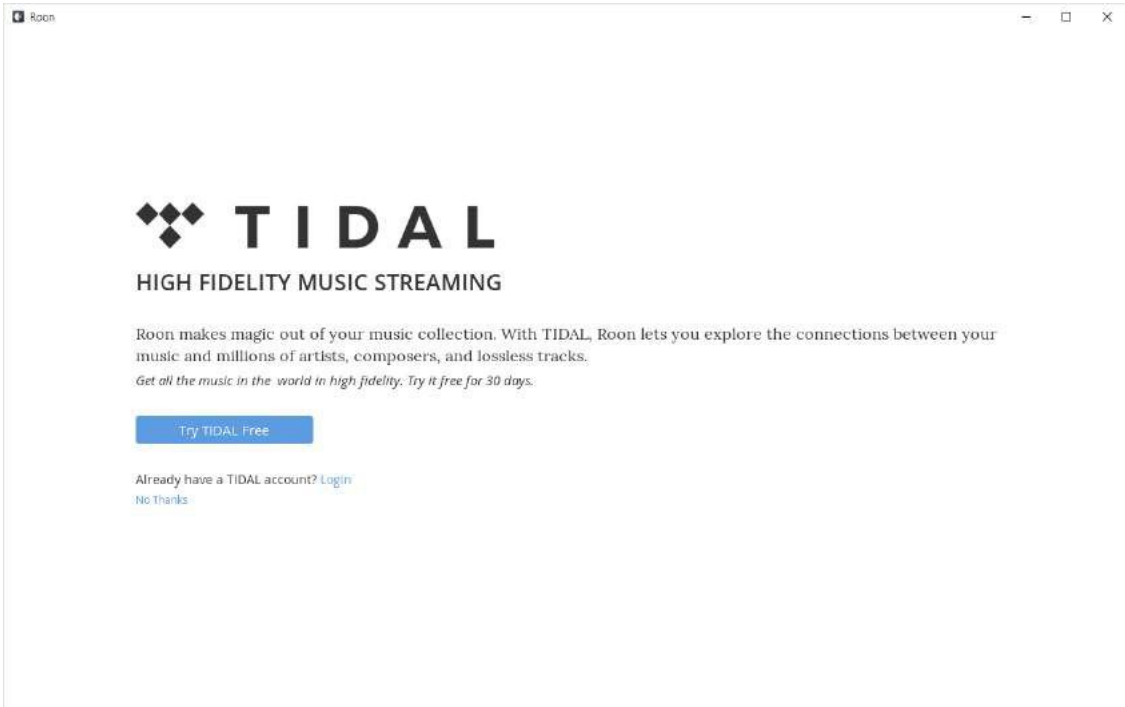 Roon
TIDAL
HIGH FIDELITY MUSIC STREAMING
Roon makes magic out of your music collection. With TIDAL, Roon lets you explore the connections between your
music and millions of artists, composers, and lossless tracks.
Get all the music in the world in high fidelity. Try it free for 30 days.
Try TIDAL Free
Already have a TIDAL account? Login
No Thanks